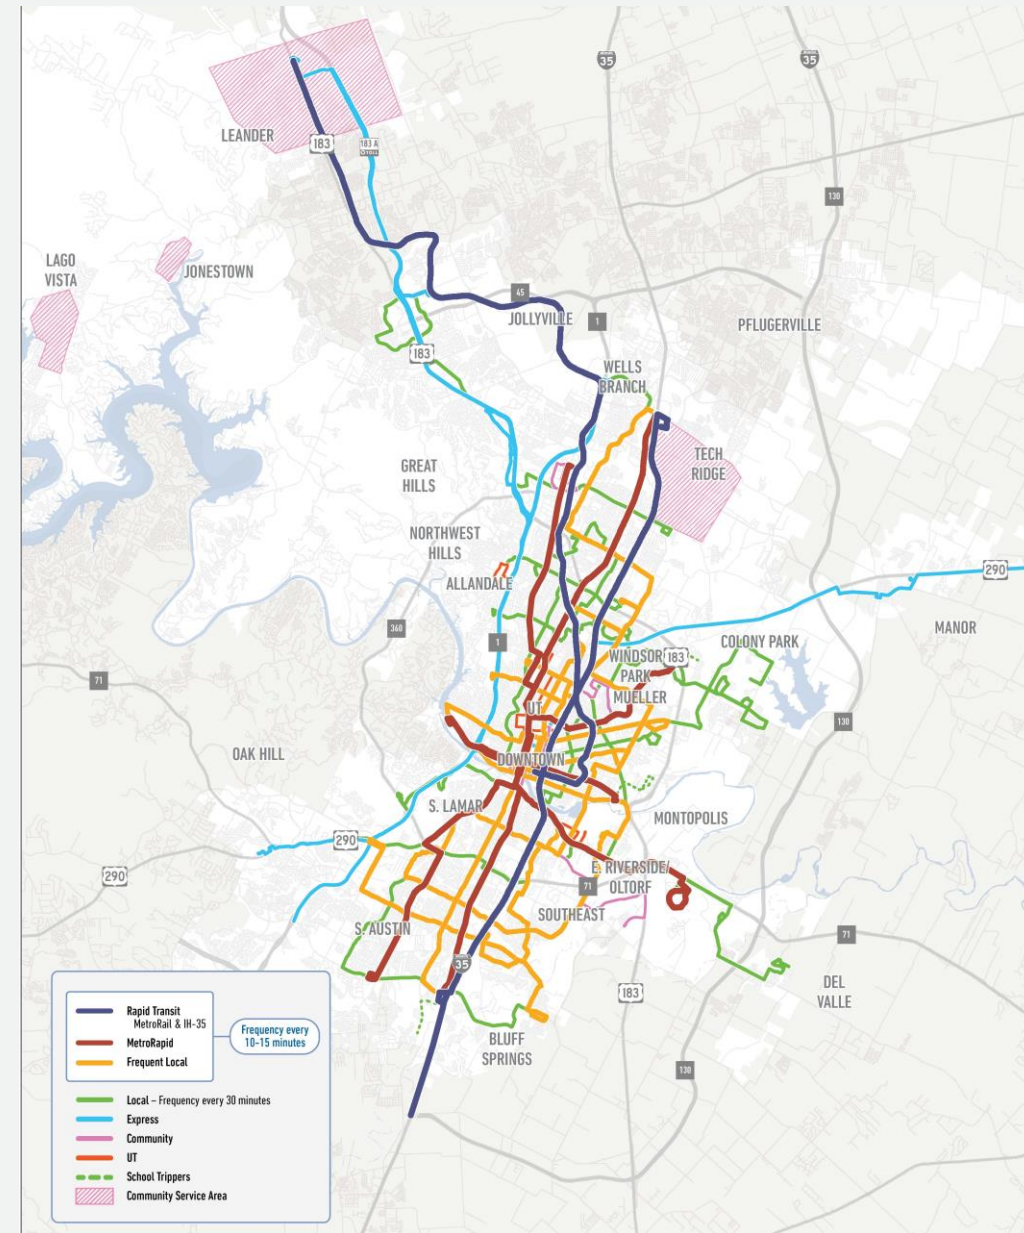 35
35
LEANDER
183
183 A
130
LAGO
VISTA
JONESTOWN
45
JOLLYVILLE
1
PFLUGERVILLE
183
WELLS
BRANCH
TECH
RIDGE
GREAT
HILLS
NORTHWEST
HILLS
ALLANDALE
290
360
1
COLONY PARK
MANOR
WINDSOR
PARK
183
71
MUELLER
UT
130
OAK HILL
DOWNTOWN
S. LAMAR
MONTOPOLIS
290
290
E. RIVERSIDE/
OLTORF
71
SOUTHEAST
S. AUSTIN
71
35
DEL
VALLE
183
BLUFF
SPRINGS
130
Rapid Transit
MetroRail & IH-35
MetroRapid
Frequent Local
Frequency every
10-15 minutes
Local – Frequency every 30 minutes
Express
Community
UT
School Trippers
Community Service Area